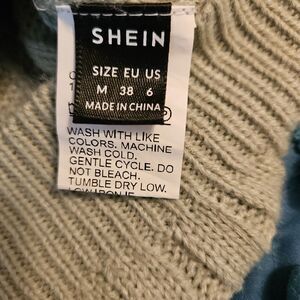 SHEIN
SIZE EU US
M 38 6
MADE IN CHINA
WASH WITH LIKE
COLORS. MACHINE
WASH COLD.
GENTLE CYCLE. DO
NOT BLEACH.
TUMBLE DRY LOW.